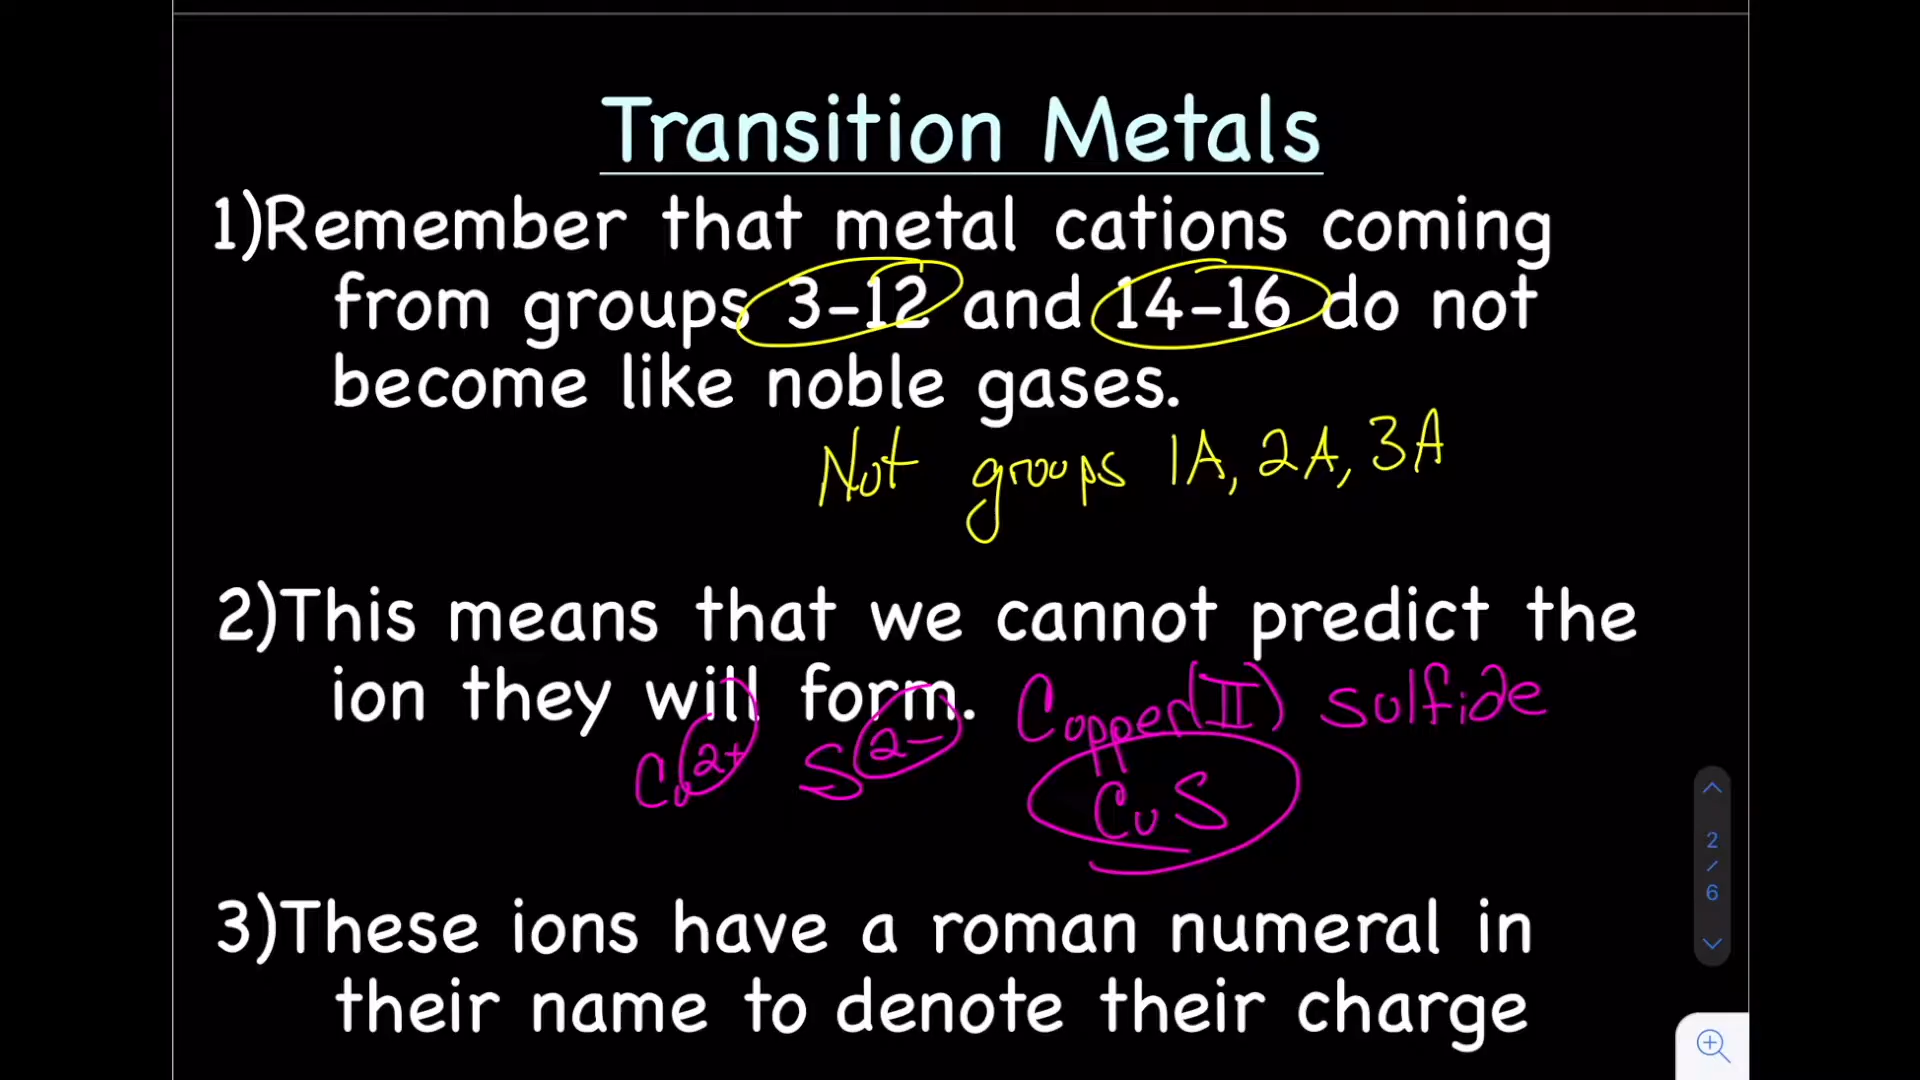 Transition Metals
1)Remember that metal cations coming
from groups 3-12 and 14-16 do not
become like noble gases.
Not groups 1A, 2A, 3A
2)This means that we cannot predict the
ion they will form. Copper(II) sulfide
Cu2+ S2- CuS
3)These ions have a roman numeral in
their name to denote their charge
2
/
6